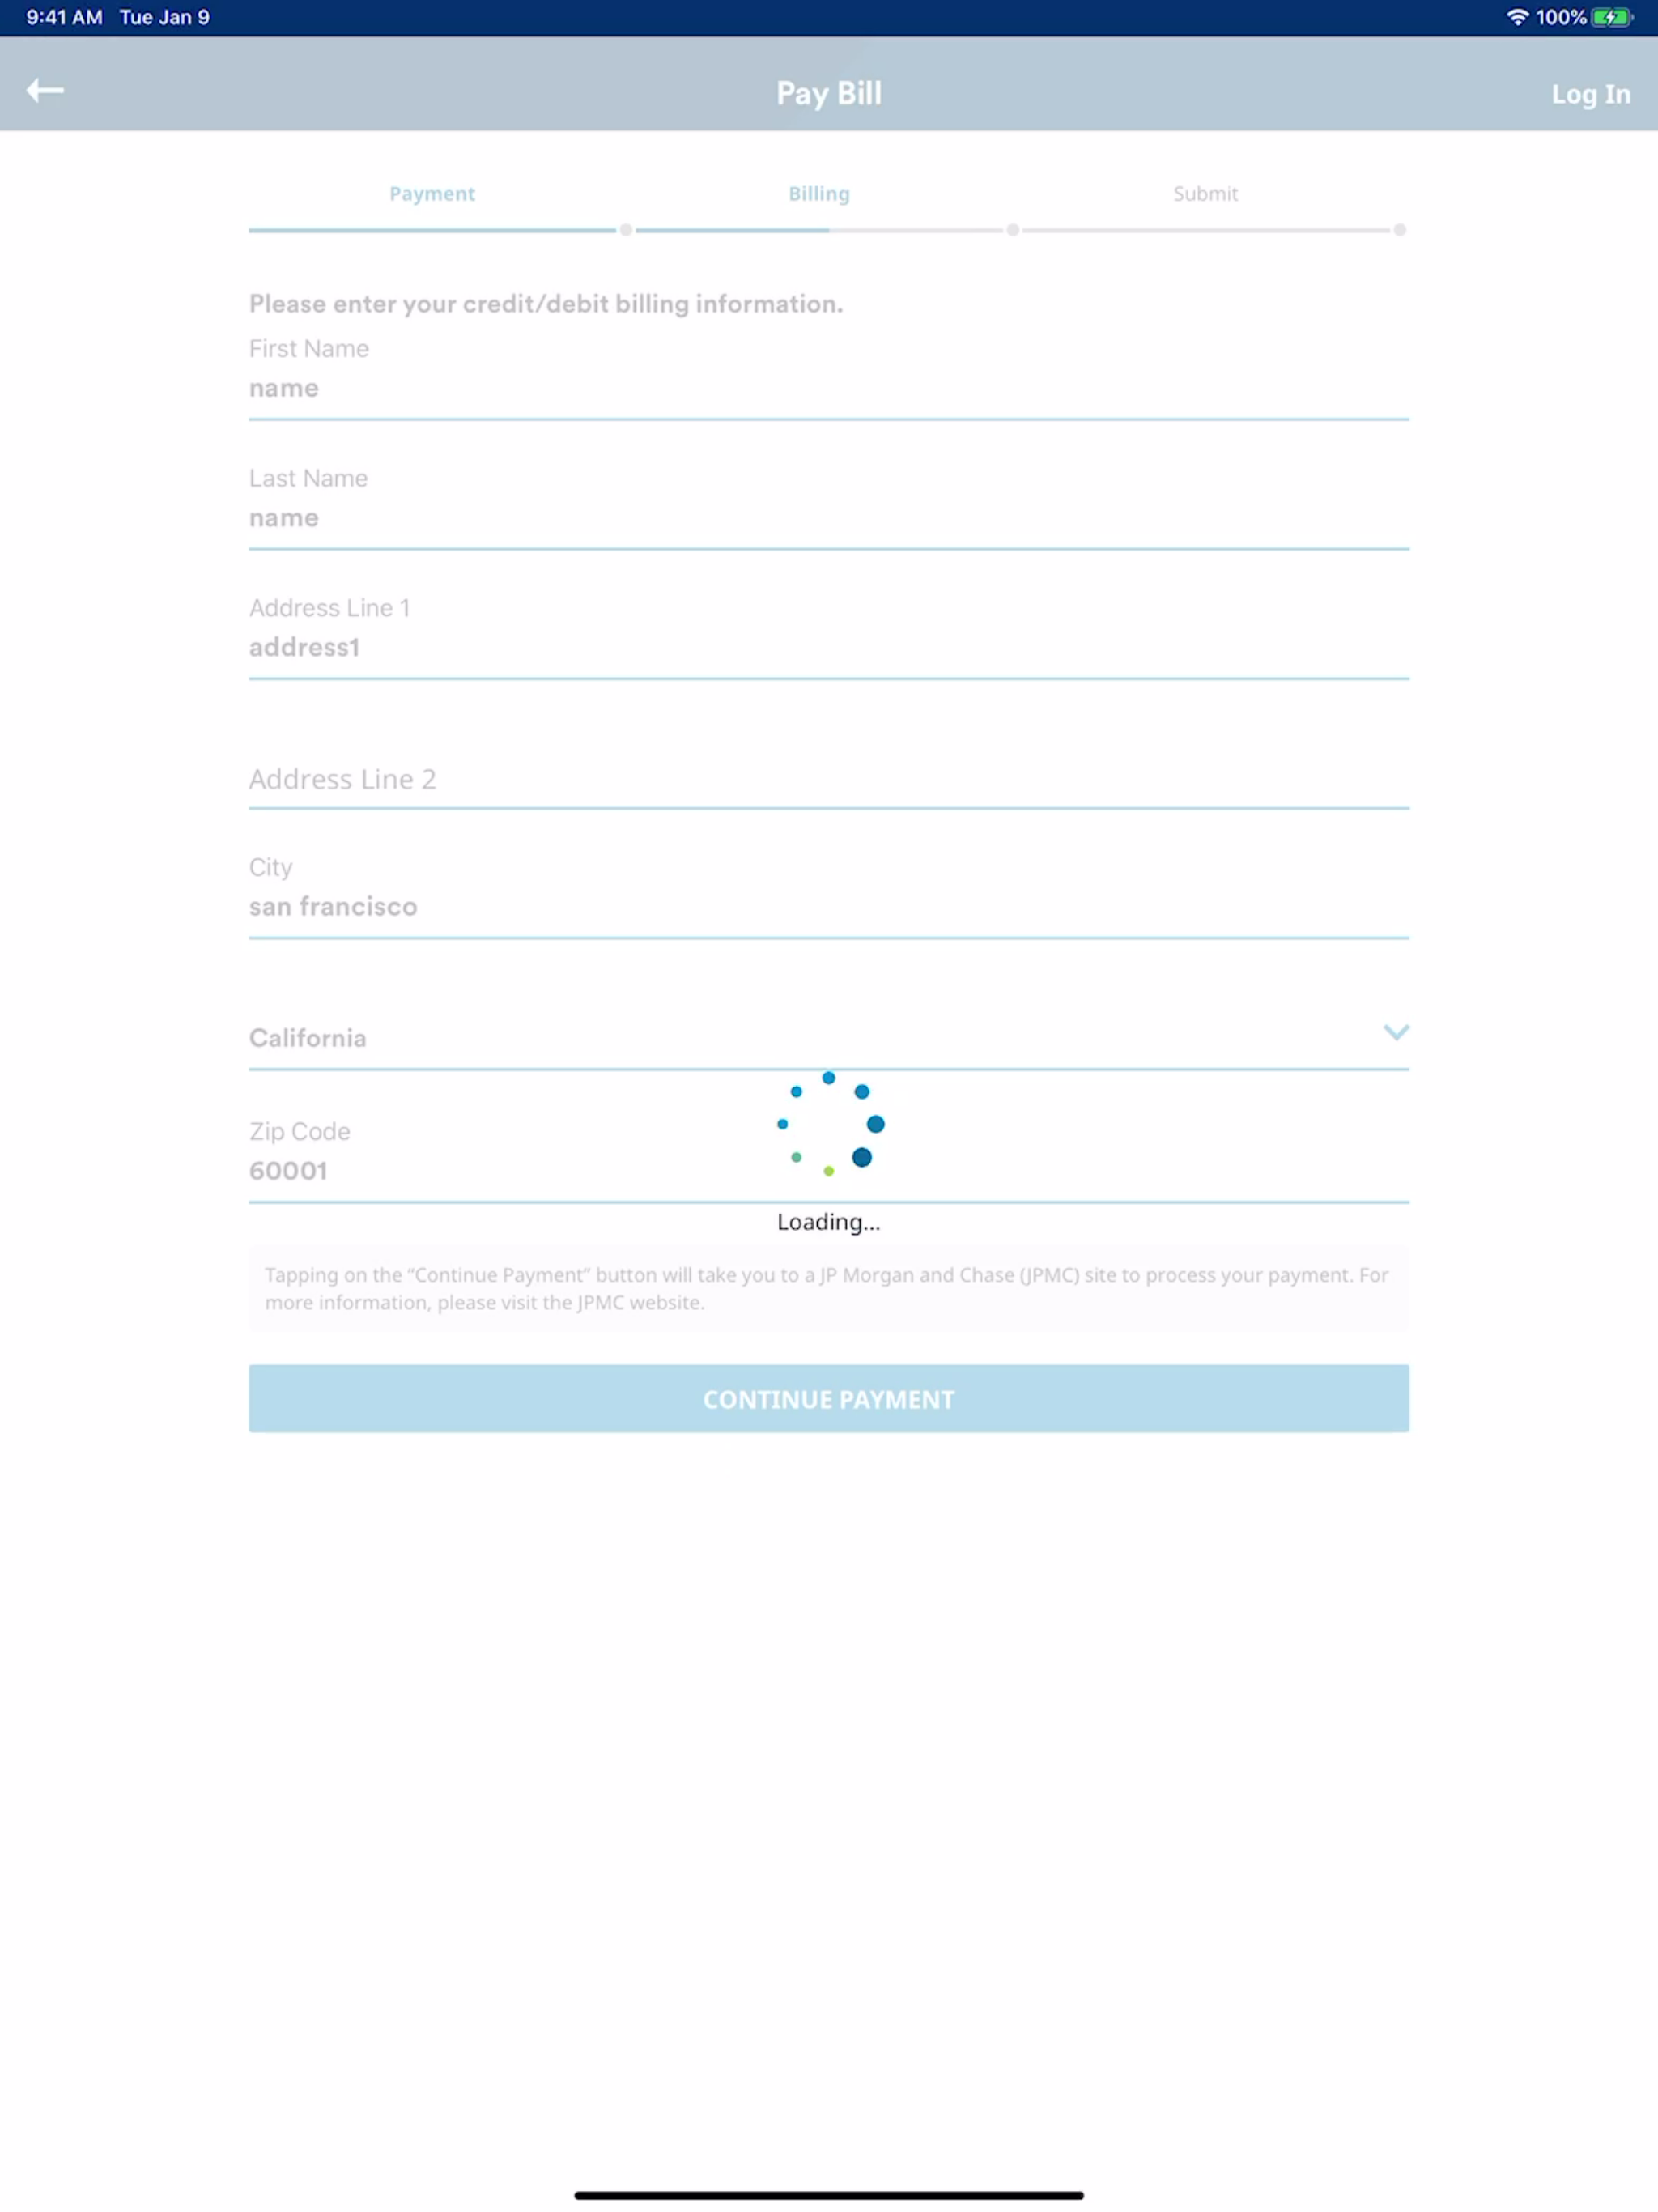 9:41 AM Tue Jan 9
100%
Pay Bill
Log In
Payment
Billing
Submit
Please enter your credit/debit billing information.
First Name
name
Last Name
name
Address Line 1
address1
Address Line 2
City
san francisco
California
Zip Code
60001
Loading...
Tapping on the “Continue Payment” button will take you to a JP Morgan and Chase (JPMC) site to process your payment. For
more information, please visit the JPMC website.
CONTINUE PAYMENT